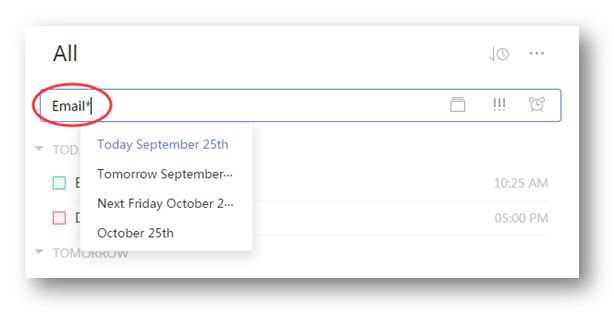 All
Email*
Today September 25th
Tomorrow September···
Next Friday October 2···
October 25th
10:25 AM
05:00 PM
TOMORROW